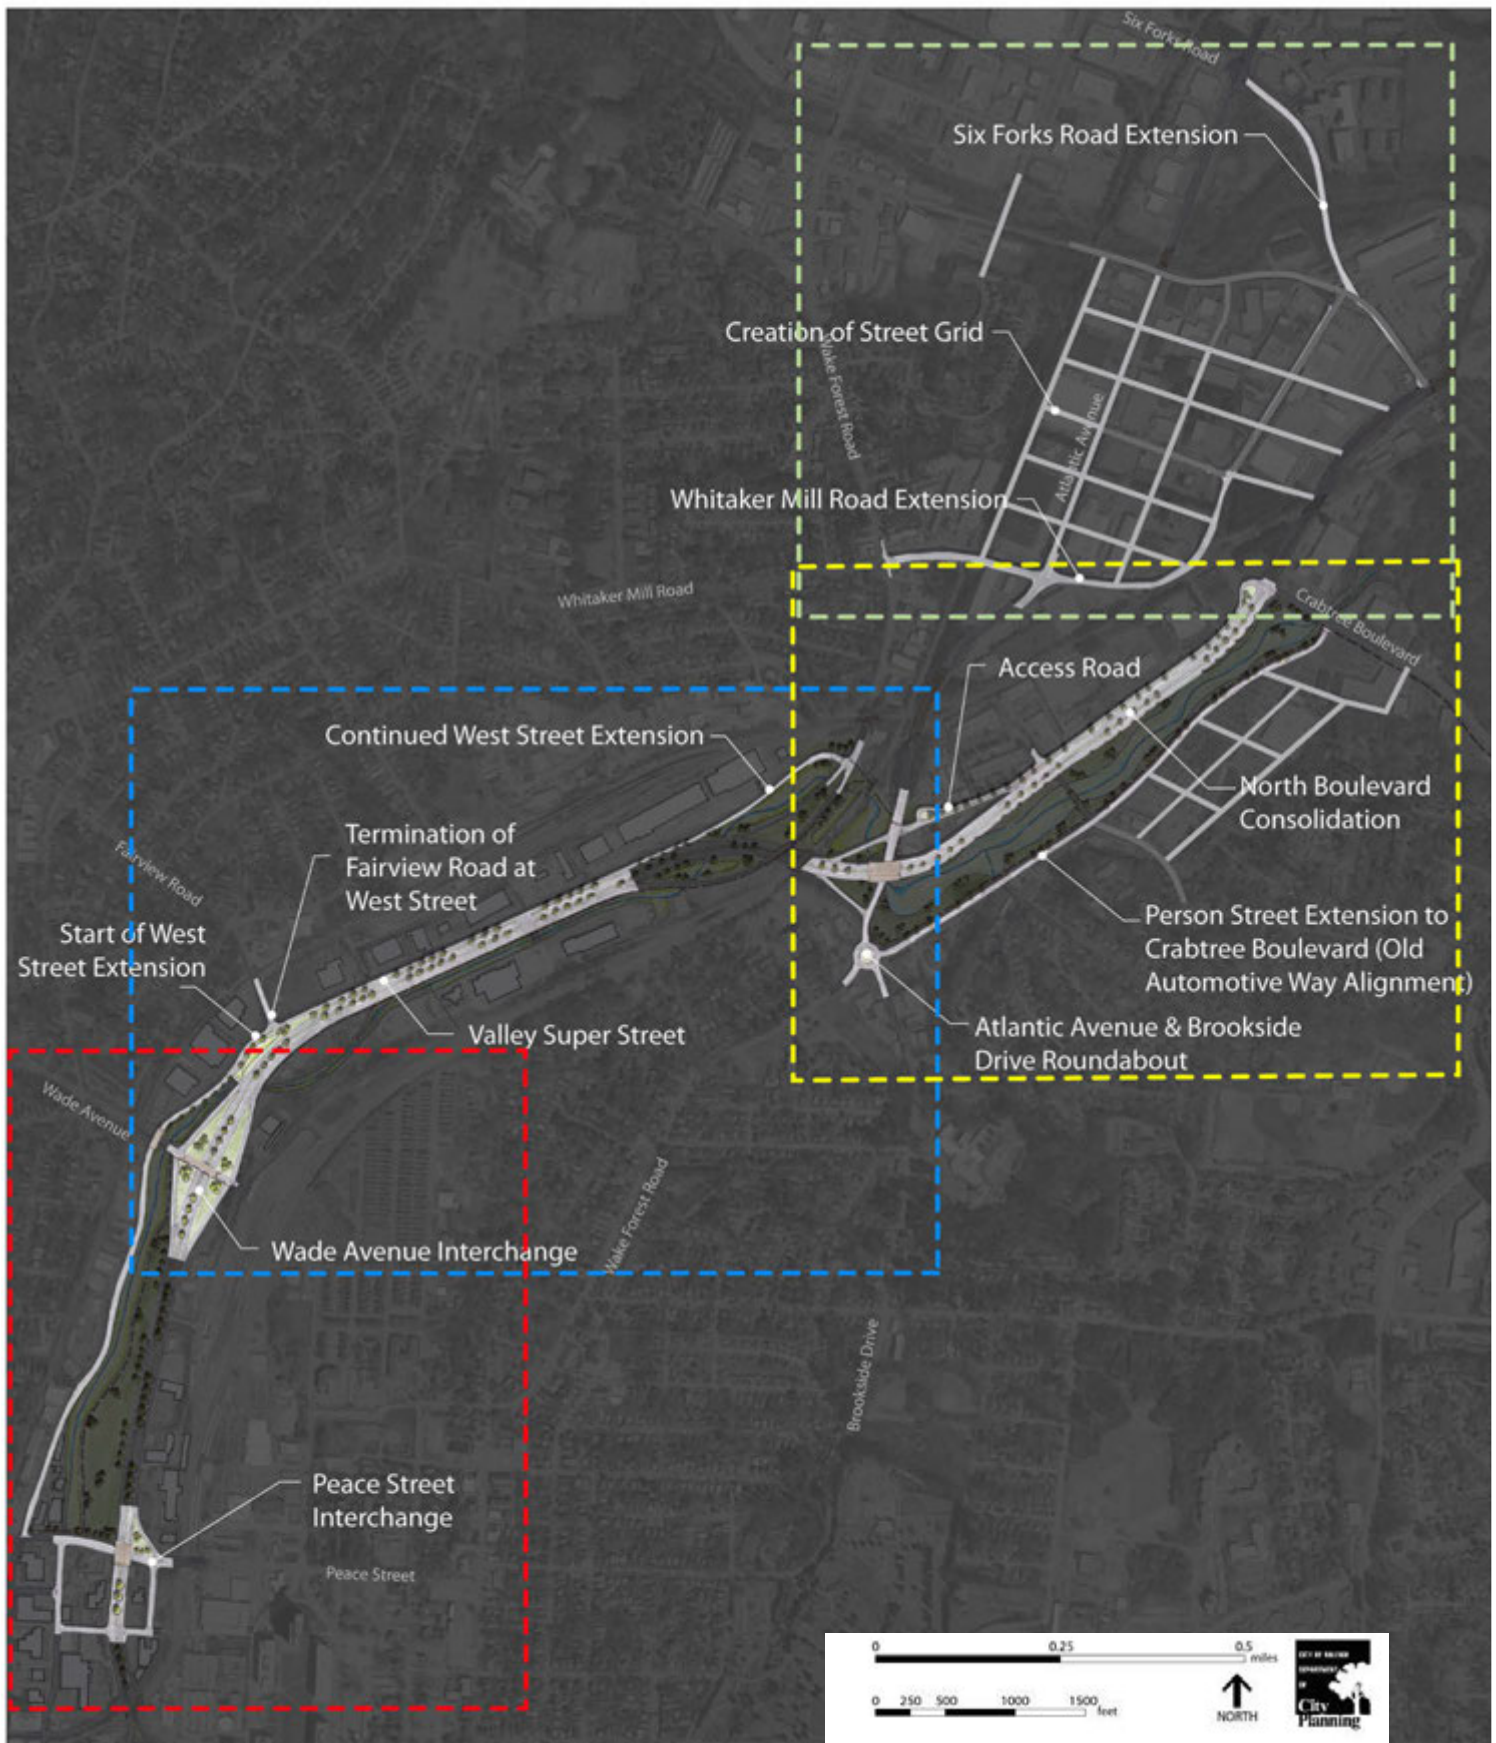 Six Forks Road
Six Forks Road Extension
Creation of Street Grid
Wake Forest Road
Atlantic Avenue
Whitaker Mill Road Extension
Whitaker Mill Road
Crabtree Boulevard
Access Road
Continued West Street Extension
North Boulevard
Consolidation
Termination of
Fairview Road at
West Street
Fairview Road
Start of West
Street Extension
Person Street Extension to
Crabtree Boulevard (Old
Automotive Way Alignment)
Valley Super Street
Atlantic Avenue & Brookside
Drive Roundabout
Wade Avenue
Wake Forest Road
Wade Avenue Interchange
Brookside Drive
Peace Street
Interchange
Peace Street
0 0.25 0.5
miles
0 250 500 1000 1500
feet
NORTH
CITY OF RALEIGH
DEPARTMENT
OF
City
Planning